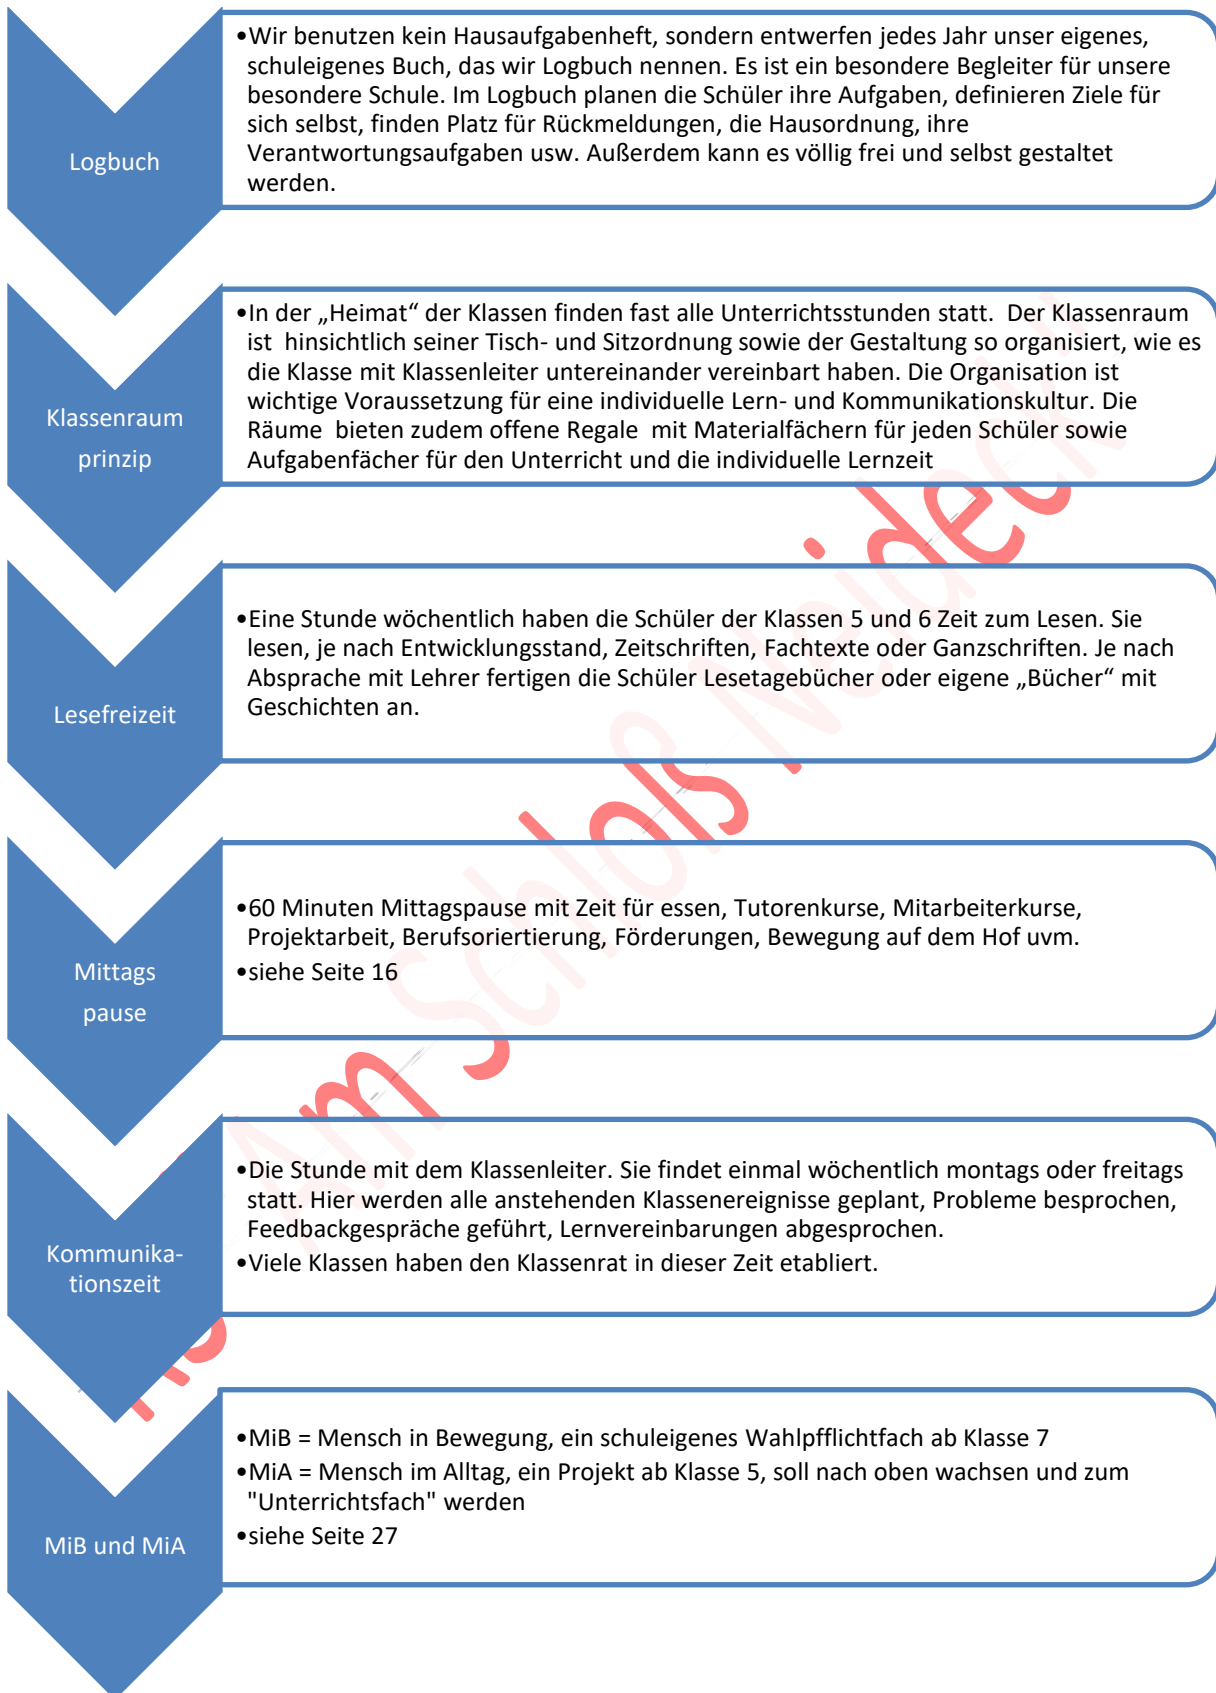 Logbuch
•Wir benutzen kein Hausaufgabenheft, sondern entwerfen jedes Jahr unser eigenes,
schuleigenes Buch, das wir Logbuch nennen. Es ist ein besondere Begleiter für unsere
besondere Schule. Im Logbuch planen die Schüler ihre Aufgaben, definieren Ziele für
sich selbst, finden Platz für Rückmeldungen, die Hausordnung, ihre
Verantwortungsaufgaben usw. Außerdem kann es völlig frei und selbst gestaltet
werden.
Klassenraum
prinzip
•In der „Heimat“ der Klassen finden fast alle Unterrichtsstunden statt. Der Klassenraum
ist hinsichtlich seiner Tisch- und Sitzordnung sowie der Gestaltung so organisiert, wie es
die Klasse mit Klassenleiter untereinander vereinbart haben. Die Organisation ist
wichtige Voraussetzung für eine individuelle Lern- und Kommunikationskultur. Die
Räume bieten zudem offene Regale mit Materialfächern für jeden Schüler sowie
Aufgabenfächer für den Unterricht und die individuelle Lernzeit
Lesefreizeit
•Eine Stunde wöchentlich haben die Schüler der Klassen 5 und 6 Zeit zum Lesen. Sie
lesen, je nach Entwicklungsstand, Zeitschriften, Fachtexte oder Ganzschriften. Je nach
Absprache mit Lehrer fertigen die Schüler Lesetagebücher oder eigene „Bücher“ mit
Geschichten an.
Mittags
pause
•60 Minuten Mittagspause mit Zeit für essen, Tutorenkurse, Mitarbeiterkurse,
Projektarbeit, Berufsoriertierung, Förderungen, Bewegung auf dem Hof uvm.
•siehe Seite 16
Kommunika-
tionszeit
•Die Stunde mit dem Klassenleiter. Sie findet einmal wöchentlich montags oder freitags
statt. Hier werden alle anstehenden Klassenereignisse geplant, Probleme besprochen,
Feedbackgespräche geführt, Lernvereinbarungen abgesprochen.
•Viele Klassen haben den Klassenrat in dieser Zeit etabliert.
MiB und MiA
•MiB = Mensch in Bewegung, ein schuleigenes Wahlpfflichtfach ab Klasse 7
•MiA = Mensch im Alltag, ein Projekt ab Klasse 5, soll nach oben wachsen und zum
"Unterrichtsfach" werden
•siehe Seite 27
Am Schloß Neideck"